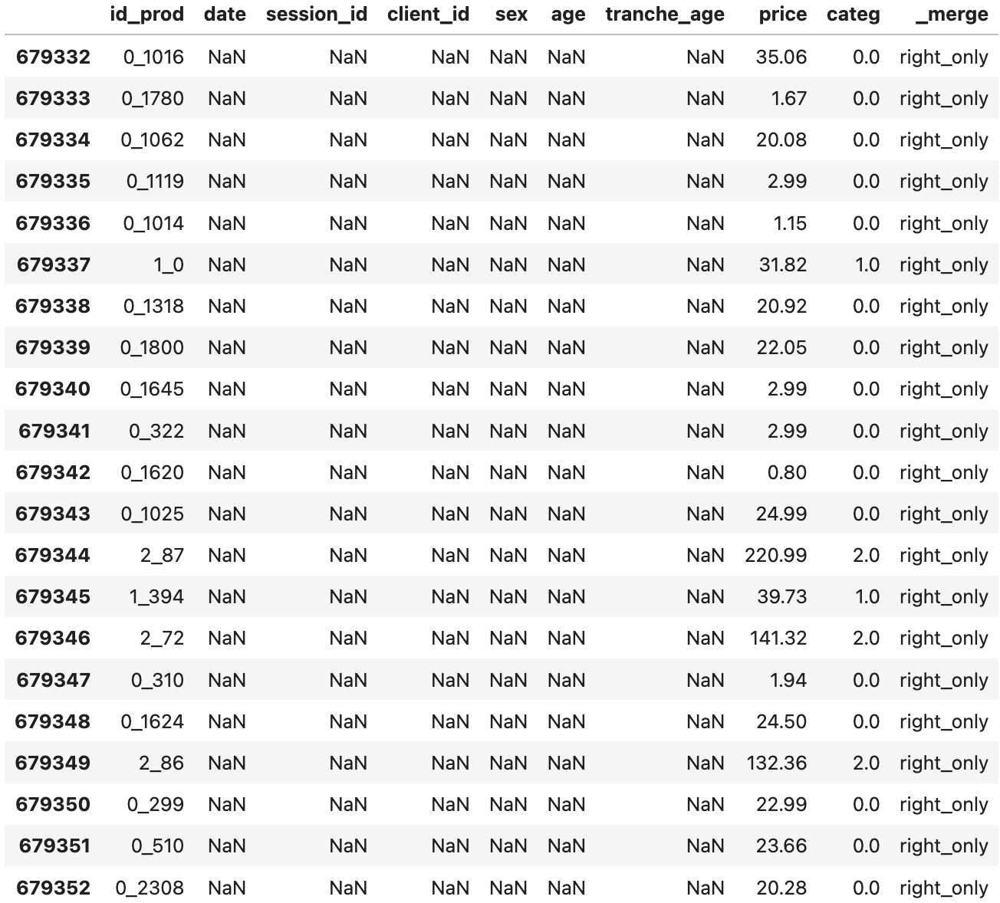 id_prod date session_id client_id sex age tranche_age price categ _merge
679332 0_1016 NaN NaN NaN NaN NaN NaN 35.06 0.0 right_only
679333 0_1780 NaN NaN NaN NaN NaN NaN 1.67 0.0 right_only
679334 0_1062 NaN NaN NaN NaN NaN NaN 20.08 0.0 right_only
679335 0_1119 NaN NaN NaN NaN NaN NaN 2.99 0.0 right_only
679336 0_1014 NaN NaN NaN NaN NaN NaN 1.15 0.0 right_only
679337 1_0 NaN NaN NaN NaN NaN NaN 31.82 1.0 right_only
679338 0_1318 NaN NaN NaN NaN NaN NaN 20.92 0.0 right_only
679339 0_1800 NaN NaN NaN NaN NaN NaN 22.05 0.0 right_only
679340 0_1645 NaN NaN NaN NaN NaN NaN 2.99 0.0 right_only
679341 0_322 NaN NaN NaN NaN NaN NaN 2.99 0.0 right_only
679342 0_1620 NaN NaN NaN NaN NaN NaN 0.80 0.0 right_only
679343 0_1025 NaN NaN NaN NaN NaN NaN 24.99 0.0 right_only
679344 2_87 NaN NaN NaN NaN NaN NaN 220.99 2.0 right_only
679345 1_394 NaN NaN NaN NaN NaN NaN 39.73 1.0 right_only
679346 2_72 NaN NaN NaN NaN NaN NaN 141.32 2.0 right_only
679347 0_310 NaN NaN NaN NaN NaN NaN 1.94 0.0 right_only
679348 0_1624 NaN NaN NaN NaN NaN NaN 24.50 0.0 right_only
679349 2_86 NaN NaN NaN NaN NaN NaN 132.36 2.0 right_only
679350 0_299 NaN NaN NaN NaN NaN NaN 22.99 0.0 right_only
679351 0_510 NaN NaN NaN NaN NaN NaN 23.66 0.0 right_only
679352 0_2308 NaN NaN NaN NaN NaN NaN 20.28 0.0 right_only